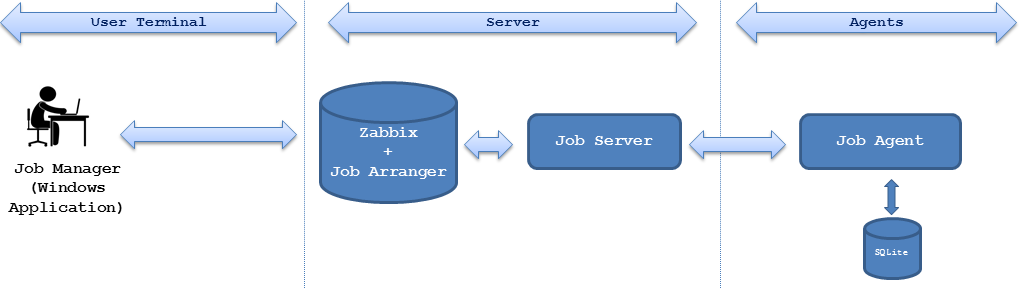 User Terminal
Server
Agents
Job Manager
(Windows
Application)
Zabbix
+
Job Arranger
Job Server
Job Agent
SQLite